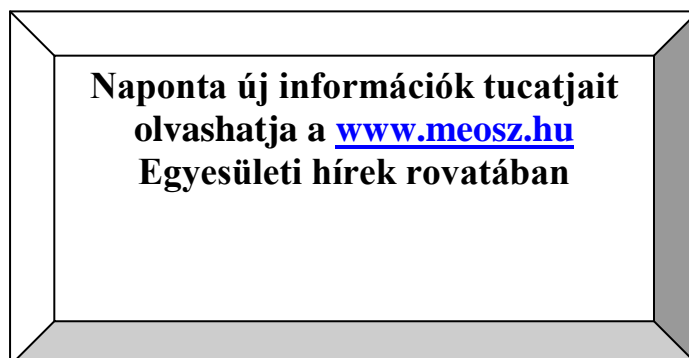 Naponta új információk tucatjait
olvashatja a www.meosz.hu
Egyesületi hírek rovatában